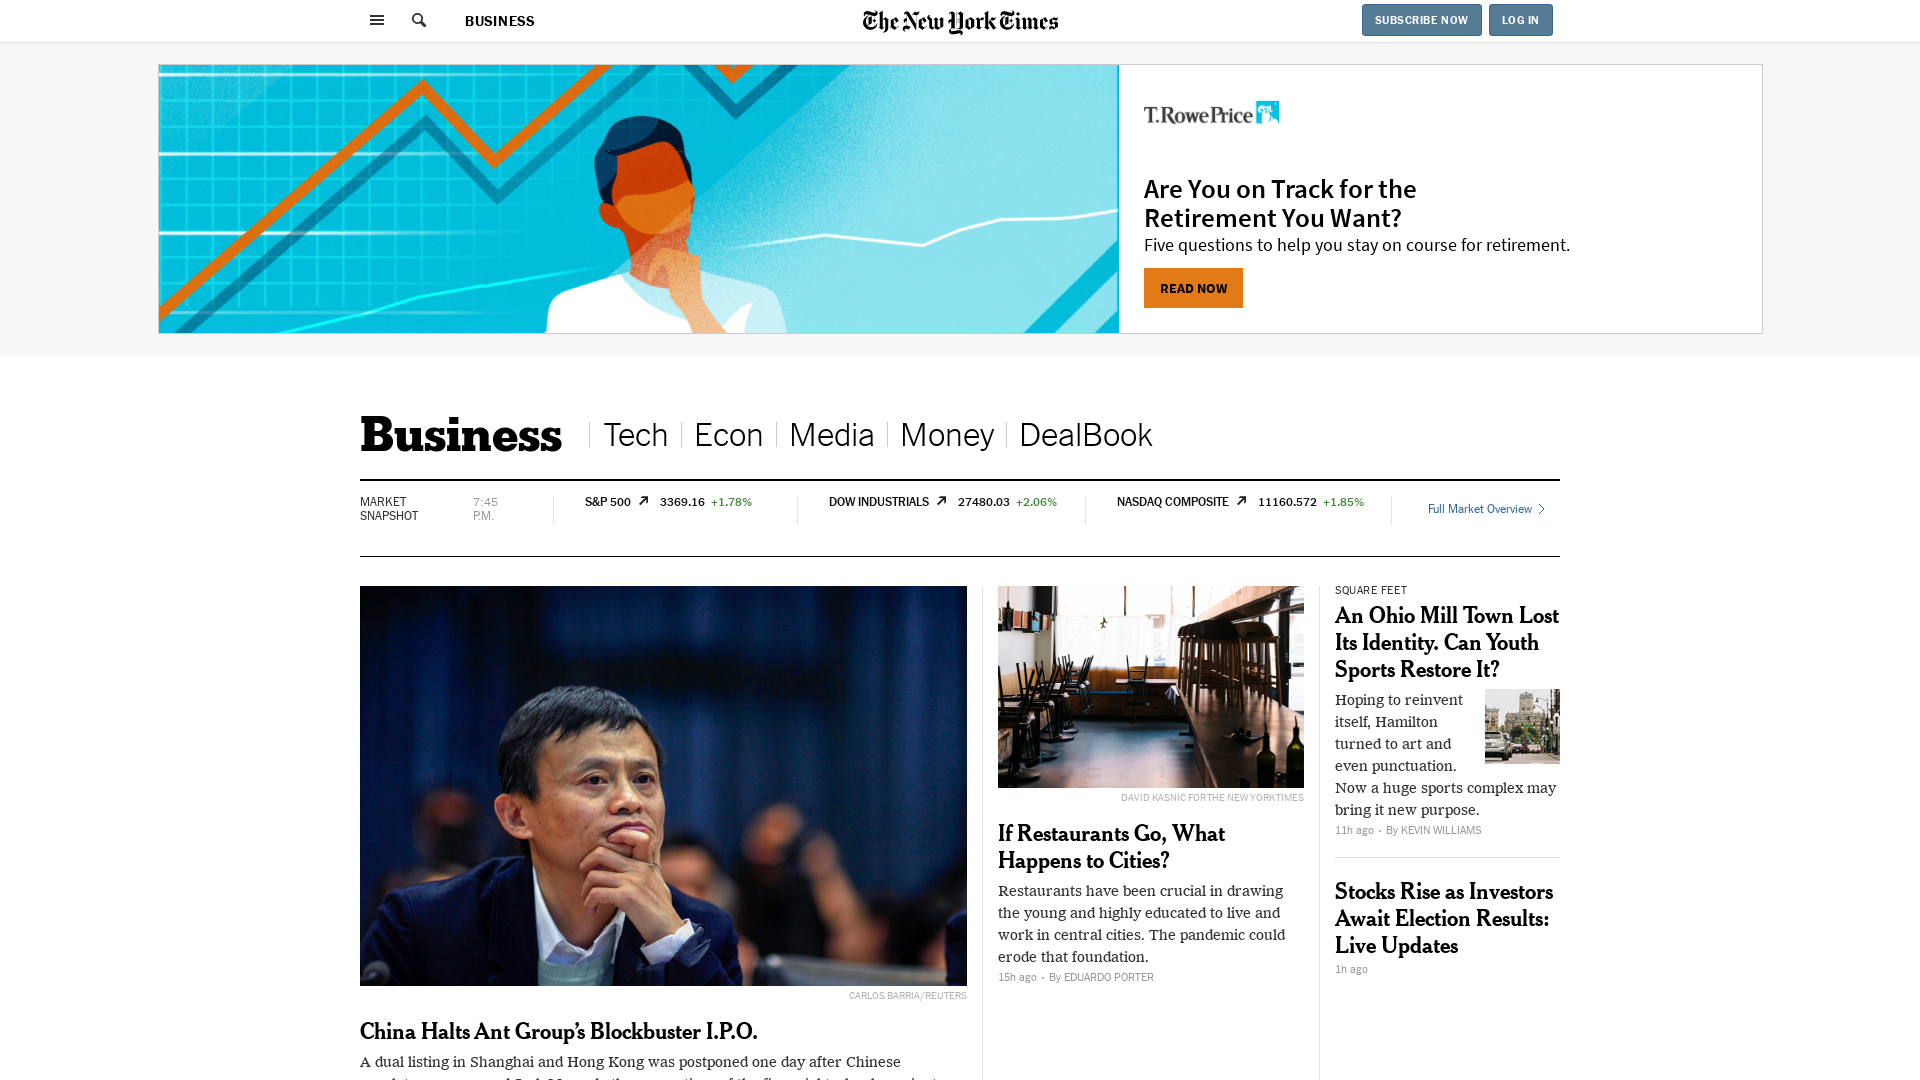 BUSINESS
The New York Times
SUBSCRIBE NOW
LOG IN
T.RowePrice
Are You on Track for the
Retirement You Want?
Five questions to help you stay on course for retirement.
READ NOW
Business
Tech
Econ
Media
Money
DealBook
MARKET
SNAPSHOT
7:45
P.M.
S&P 500 3369.16 +1.78%
DOW INDUSTRIALS 27480.03 +2.06%
NASDAQ COMPOSITE 11160.572 +1.85%
Full Market Overview
CARLOS BARRIA/REUTERS
China Halts Ant Group’s Blockbuster I.P.O.
A dual listing in Shanghai and Hong Kong was postponed one day after Chinese
DAVID KASNIC FOR THE NEW YORK TIMES
If Restaurants Go, What
Happens to Cities?
Restaurants have been crucial in drawing
the young and highly educated to live and
work in central cities. The pandemic could
erode that foundation.
15h ago • By EDUARDO PORTER
SQUARE FEET
An Ohio Mill Town Lost
Its Identity. Can Youth
Sports Restore It?
Hoping to reinvent
itself, Hamilton
turned to art and
even punctuation.
Now a huge sports complex may
bring it new purpose.
11h ago • By KEVIN WILLIAMS
Stocks Rise as Investors
Await Election Results:
Live Updates
1h ago